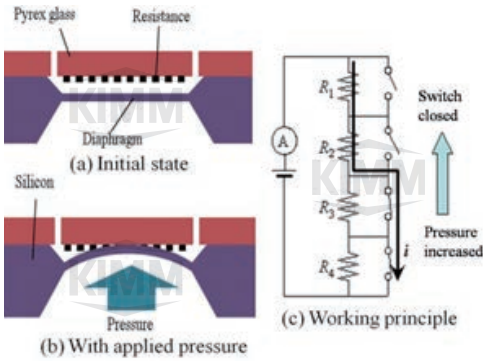 Pyrex glass
Resistance
Diaphragm
(a) Initial state
Silicon
Pressure
(b) With applied pressure
A
R1
R2
R3
R4
i
Switch
closed
Pressure
increased
(c) Working principle
KIMM
KIMM
KIMM